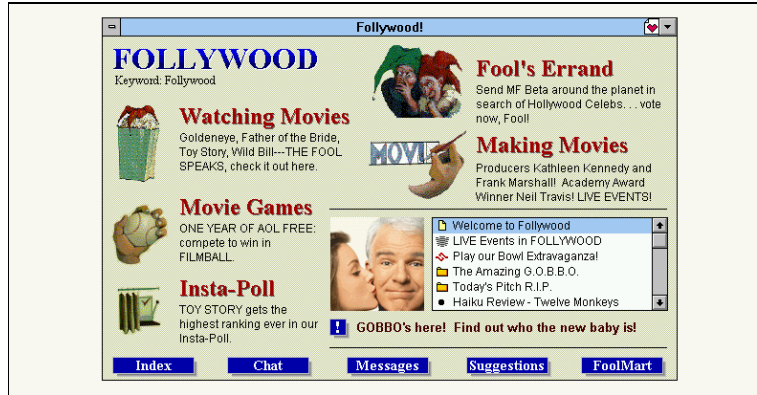 Follywood!
FOLLYWOOD
Keyword: Follywood
Watching Movies
Goldeneye, Father of the Bride,
Toy Story, Wild Bill---THE FOOL
SPEAKS, check it out here.
Movie Games
ONE YEAR OF AOL FREE:
compete to win in
FILMBALL.
Insta-Poll
TOY STORY gets the
highest ranking ever in our
Insta-Poll.
Fool's Errand
Send MF Beta around the planet in
search of Hollywood Celebs. . . vote
now, Fool!
MOVI
Making Movies
Producers Kathleen Kennedy and
Frank Marshall! Academy Award
Winner Neil Travis! LIVE EVENTS!
Welcome to Follywood
LIVE Events in FOLLYWOOD
Play our Bowl Extravaganza!
The Amazing G.O.B.B.O.
Today's Pitch R.I.P.
Haiku Review - Twelve Monkeys
GOBBO's here! Find out who the new baby is!
Index
Chat
Messages
Suggestions
FoolMart